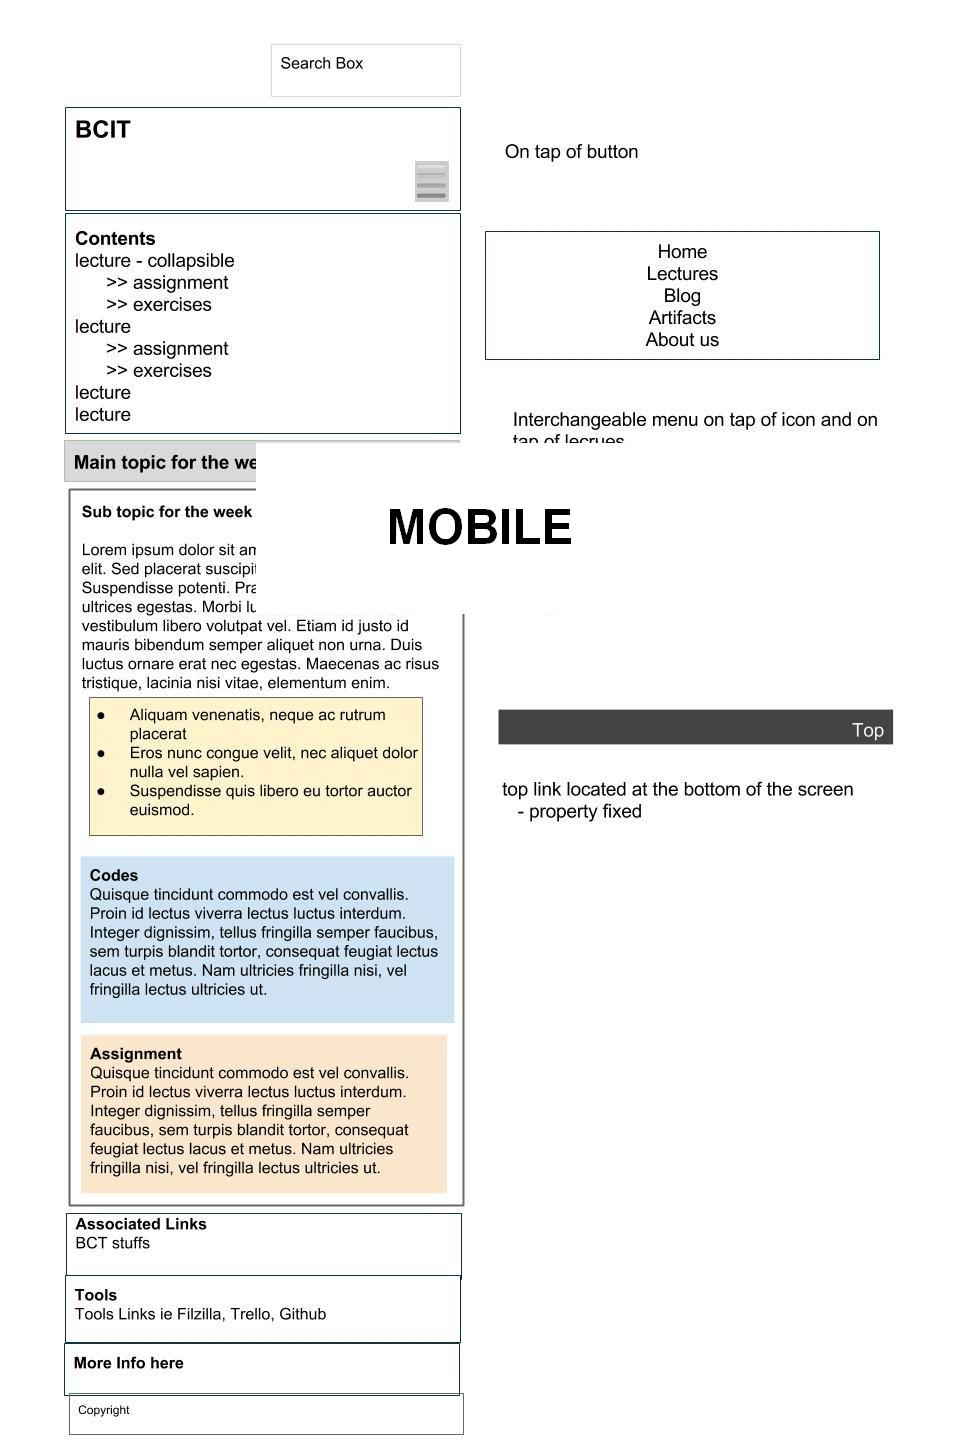 Search Box
BCIT
Contents
lecture - collapsible
>> assignment
>> exercises
lecture
>> assignment
>> exercises
lecture
lecture
On tap of button
Home
Lectures
Blog
Artifacts
About us
Interchangeable menu on tap of icon and on
tap of lecrues
Main topic for the
MOBILE
Sub topic for the week
Lorem ipsum dolor sit
elit. Sed placerat
Suspendisse potenti.
ultrices egestas. Morbi
vestibulum libero volutpat vel. Etiam id justo id
mauris bibendum semper aliquet non urna. Duis
luctus ornare erat nec egestas. Maecenas ac risus
tristique, lacinia nisi vitae, elementum enim.
● Aliquam venenatis, neque ac rutrum
placerat
● Eros nunc congue velit, nec aliquet dolor
nulla vel sapien.
● Suspendisse quis libero eu tortor auctor
euismod.
Top
top link located at the bottom of the screen
- property fixed
Codes
Quisque tincidunt commodo est vel convallis.
Proin id lectus viverra lectus luctus interdum.
Integer dignissim, tellus fringilla semper faucibus,
sem turpis blandit tortor, consequat feugiat lectus
lacus et metus. Nam ultricies fringilla nisi, vel
fringilla lectus ultricies ut.
Assignment
Quisque tincidunt commodo est vel convallis.
Proin id lectus viverra lectus luctus interdum.
Integer dignissim, tellus fringilla semper
faucibus, sem turpis blandit tortor, consequat
feugiat lectus lacus et metus. Nam ultricies
fringilla nisi, vel fringilla lectus ultricies ut.
Associated Links
BCT stuffs
Tools
Tools Links ie Filzilla, Trello, Github
More Info here
Copyright